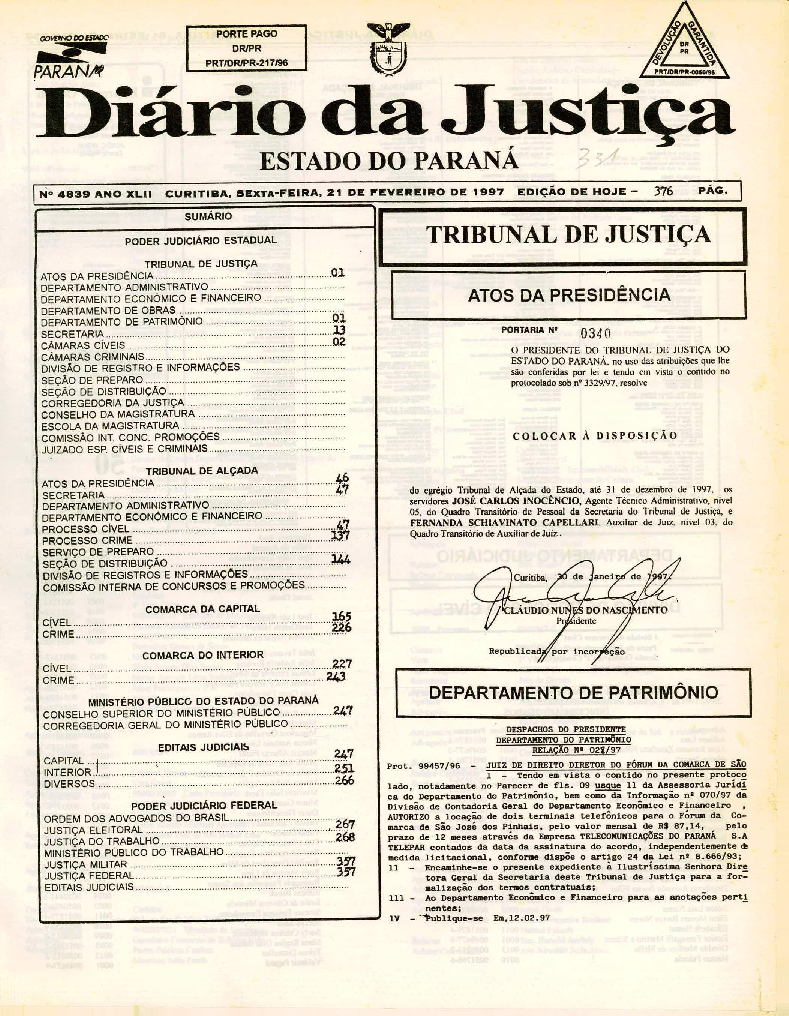 GOVERNO DO ESTADO
PARANÁ
PORTE PAGO
DR/PR
PRT/DR/PR-217/96
DEVOLUÇÃO
GARANTIDA
DR
PR
PRT/DR/PR-0050/96
Diário da Justiça
ESTADO DO PARANÁ
331
Nº 4839 ANO XLII CURITIBA, SEXTA-FEIRA, 21 DE FEVEREIRO DE 1997 EDIÇÃO DE HOJE - 376 PÁG.
SUMÁRIO
PODER JUDICIÁRIO ESTADUAL
TRIBUNAL DE JUSTIÇA
ATOS DA PRESIDÊNCIA 01
DEPARTAMENTO ADMINISTRATIVO
DEPARTAMENTO ECONÔMICO E FINANCEIRO
DEPARTAMENTO DE OBRAS
DEPARTAMENTO DE PATRIMÔNIO 01
SECRETARIA 13
CÂMARAS CÍVEIS 02
CÂMARAS CRIMINAIS
DIVISÃO DE REGISTRO E INFORMAÇÕES
SEÇÃO DE PREPARO
SEÇÃO DE DISTRIBUIÇÃO
CORREGEDORIA DA JUSTIÇA
CONSELHO DA MAGISTRATURA
ESCOLA DA MAGISTRATURA
COMISSÃO INT. CONC. PROMOÇÕES
JUIZADO ESP. CÍVEIS E CRIMINAIS
TRIBUNAL DE ALÇADA
ATOS DA PRESIDÊNCIA 46
SECRETARIA 47
DEPARTAMENTO ADMINISTRATIVO
DEPARTAMENTO ECONÔMICO E FINANCEIRO
PROCESSO CÍVEL 47
PROCESSO CRIME 137
SERVIÇO DE PREPARO
SEÇÃO DE DISTRIBUIÇÃO 144
DIVISÃO DE REGISTROS E INFORMAÇÕES
COMISSÃO INTERNA DE CONCURSOS E PROMOÇÕES
COMARCA DA CAPITAL
CÍVEL 165
CRIME 226
COMARCA DO INTERIOR
CÍVEL 227
CRIME 243
MINISTÉRIO PÚBLICO DO ESTADO DO PARANÁ
CONSELHO SUPERIOR DO MINISTÉRIO PÚBLICO 247
CORREGEDORIA GERAL DO MINISTÉRIO PÚBLICO
EDITAIS JUDICIAIS
CAPITAL 247
INTERIOR 251
DIVERSOS 266
PODER JUDICIÁRIO FEDERAL
ORDEM DOS ADVOGADOS DO BRASIL
JUSTIÇA ELEITORAL 267
JUSTIÇA DO TRABALHO 268
MINISTÉRIO PÚBLICO DO TRABALHO
JUSTIÇA MILITAR 357
JUSTIÇA FEDERAL 357
EDITAIS JUDICIAIS
TRIBUNAL DE JUSTIÇA
ATOS DA PRESIDÊNCIA
PORTARIA Nº 0340
O PRESIDENTE DO TRIBUNAL DE JUSTIÇA DO
ESTADO DO PARANÁ, no uso das atribuições que lhe
são conferidas por lei e tendo em vista o contido no
protocolado sob nº 3329/97, resolve
COLOCAR À DISPOSIÇÃO
do egrégio Tribunal de Alçada do Estado, até 31 de dezembro de 1997, os
servidores JOSÉ CARLOS INOCÊNCIO, Agente Técnico Administrativo, nível
05, do Quadro Transitório de Pessoal da Secretaria do Tribunal de Justiça, e
FERNANDA SCHIAVINATO CAPELLARI, Auxiliar de Juiz, nível 03, do
Quadro Transitório de Auxiliar de Juiz.
Curitiba, 30 de janeiro de 1997.
CLÁUDIO NUNES DO NASCIMENTO
Presidente
Republicada por incorreção
DEPARTAMENTO DE PATRIMÔNIO
DESPACHOS DO PRESIDENTE
DEPARTAMENTO DO PATRIMÔNIO
RELAÇÃO Nº 021/97
Prot. 98457/96 - JUIZ DE DIREITO DIRETOR DO FÓRUM DA COMARCA DE SÃO
I - Tendo em vista o contido no presente protoco
lado, notadamente no Parecer de fls. 09 usque 11 da Assessoria Jurídi
ca do Departamento do Patrimônio, bem como da Informação nº 070/97 da
Divisão de Contadoria Geral do Departamento Econômico e Financeiro ,
AUTORIZO a locação de dois terminais telefônicos para o Fórum da Co-
marca de São José dos Pinhais, pelo valor mensal de R$ 87,14, pelo
prazo de 12 meses através da Empresa TELECOMUNICAÇÕES DO PARANÁ S.A
TELEPAR contados da data da assinatura do acordo, independentemente de
medida licitacional, conforme dispõe o artigo 24 da Lei nº 8.666/93;
II - Encaminhe-se o presente expediente à Ilustríssima Senhora Dire
tora Geral da Secretaria deste Tribunal de Justiça para a for-
malização dos termos contratuais;
III - Ao Departamento Econômico e Financeiro para as anotações perti
nentes;
IV - Publique-se Em,12.02.97